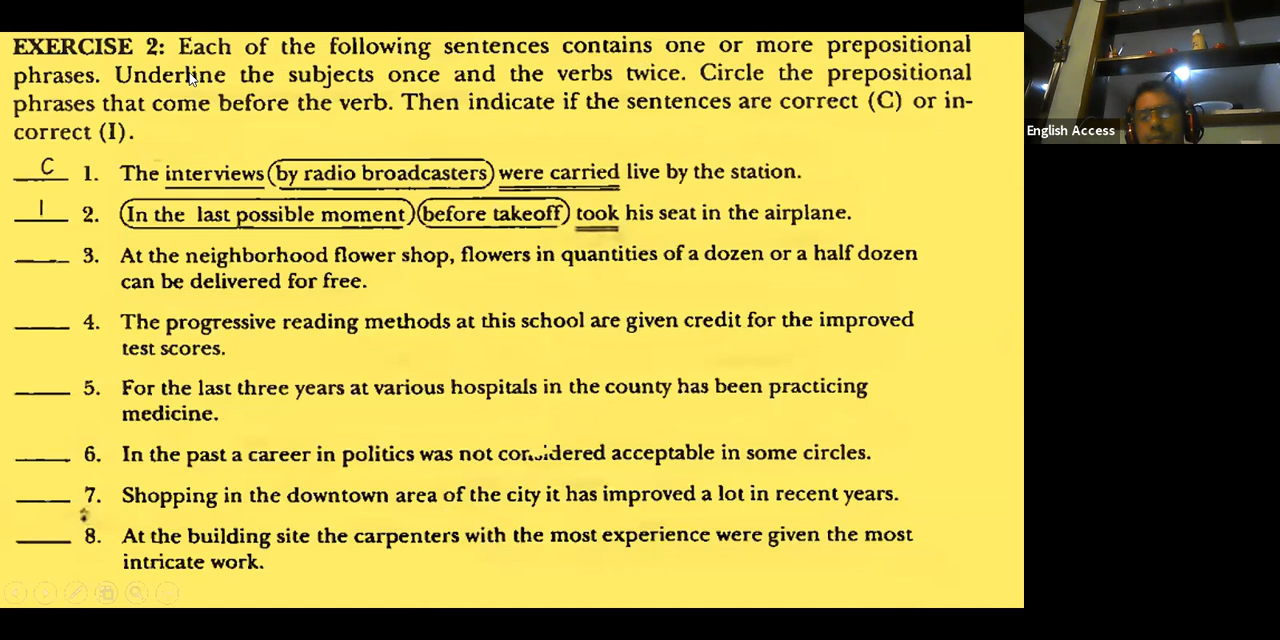 EXERCISE 2: Each of the following sentences contains one or more prepositional
phrases. Underline the subjects once and the verbs twice. Circle the prepositional
phrases that come before the verb. Then indicate if the sentences are correct (C) or in-
correct (I).
C 1. The interviews by radio broadcasters were carried live by the station.
I 2. In the last possible moment before takeoff took his seat in the airplane.
3. At the neighborhood flower shop, flowers in quantities of a dozen or a half dozen
can be delivered for free.
4. The progressive reading methods at this school are given credit for the improved
test scores.
5. For the last three years at various hospitals in the county has been practicing
medicine.
6. In the past a career in politics was not considered acceptable in some circles.
7. Shopping in the downtown area of the city it has improved a lot in recent years.
8. At the building site the carpenters with the most experience were given the most
intricate work.
English Access